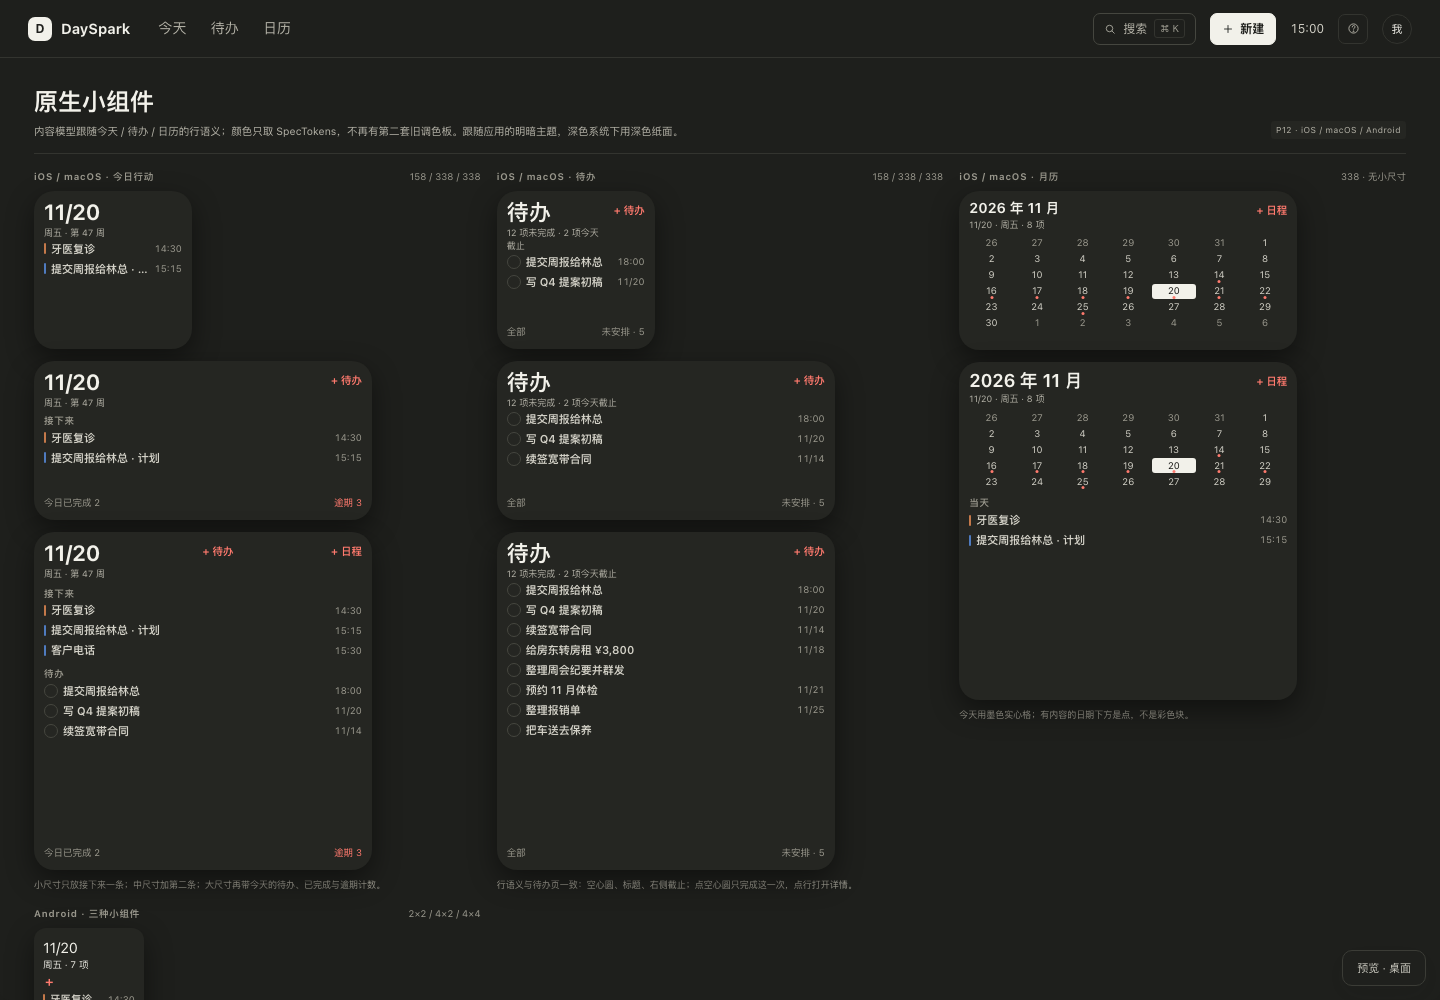 D DaySpark 今天 待办 日历 搜索 ⌘ K + 新建 15:00 我
原生小组件
内容模型跟随今天 / 待办 / 日历的行语义；颜色只取 SpecTokens，不再有第二套旧调色板。跟随应用的明暗主题，深色系统下用深色纸面。
P12 · iOS / macOS / Android
iOS / macOS · 今日行动 158 / 338 / 338
11/20
周五 · 第 47 周
牙医复诊 14:30
提交周报给林总 · ... 15:15
11/20 + 待办
周五 · 第 47 周
接下来
牙医复诊 14:30
提交周报给林总 · 计划 15:15
今日已完成 2 逾期 3
11/20 + 待办 + 日程
周五 · 第 47 周
接下来
牙医复诊 14:30
提交周报给林总 · 计划 15:15
客户电话 15:30
待办
提交周报给林总 18:00
写 Q4 提案初稿 11/20
续签宽带合同 11/14
今日已完成 2 逾期 3
小尺寸只放接下来一条；中尺寸加第二条；大尺寸再带今天的待办、已完成与逾期计数。
iOS / macOS · 待办 158 / 338 / 338
待办 + 待办
12 项未完成 · 2 项今天
截止
提交周报给林总 18:00
写 Q4 提案初稿 11/20
全部 未安排 · 5
待办 + 待办
12 项未完成 · 2 项今天截止
提交周报给林总 18:00
写 Q4 提案初稿 11/20
续签宽带合同 11/14
全部 未安排 · 5
待办 + 待办
12 项未完成 · 2 项今天截止
提交周报给林总 18:00
写 Q4 提案初稿 11/20
续签宽带合同 11/14
给房东转房租 ¥3,800 11/18
整理周会纪要并群发
预约 11 月体检 11/21
整理报销单 11/25
把车送去保养
全部 未安排 · 5
行语义与待办页一致：空心圆、标题、右侧截止；点空心圆只完成这一次，点行打开详情。
iOS / macOS · 月历 338 · 无小尺寸
2026 年 11 月 + 日程
11/20 · 周五 · 8 项
26 27 28 29 30 31 1
2 3 4 5 6 7 8
9 10 11 12 13 14 15
16 17 18 19 20 21 22
23 24 25 26 27 28 29
30 1 2 3 4 5 6
2026 年 11 月 + 日程
11/20 · 周五 · 8 项
26 27 28 29 30 31 1
2 3 4 5 6 7 8
9 10 11 12 13 14 15
16 17 18 19 20 21 22
23 24 25 26 27 28 29
当天
牙医复诊 14:30
提交周报给林总 · 计划 15:15
今天用墨色实心格；有内容的日期下方是点，不是彩色块。
Android · 三种小组件 2×2 / 4×2 / 4×4
11/20
周五 · 7 项
+
牙医复诊 14:30
预览 · 桌面